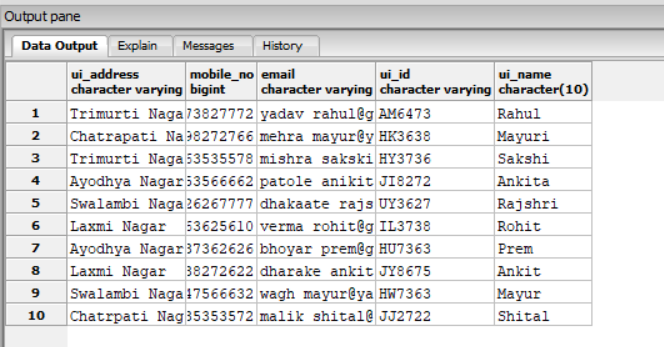 Output pane
Data Output Explain Messages History
ui_address mobile_no email ui_id ui_name
character varying bigint character varying character varying character(10)
1 Trimurti Naga 73827772 yadav rahul@g AM6473 Rahul
2 Chatrapati Na 98272766 mehra mayur@y HK3638 Mayuri
3 Trimurti Naga 53535578 mishra sakski HY3736 Sakshi
4 Ayodhya Nagar 53566662 patole anikit JI8272 Ankita
5 Swalambi Naga 26267777 dhakaate rajs UY3627 Rajshri
6 Laxmi Nagar 53625610 verma rohit@g IL3738 Rohit
7 Ayodhya Nagar 37362626 bhoyar prem@g HU7363 Prem
8 Laxmi Nagar 38272622 dharake ankit JY8675 Ankit
9 Swalambi Naga 47566632 wagh mayur@ya HW7363 Mayur
10 Chatrpati Nag 35353572 malik shital@ JJ2722 Shital